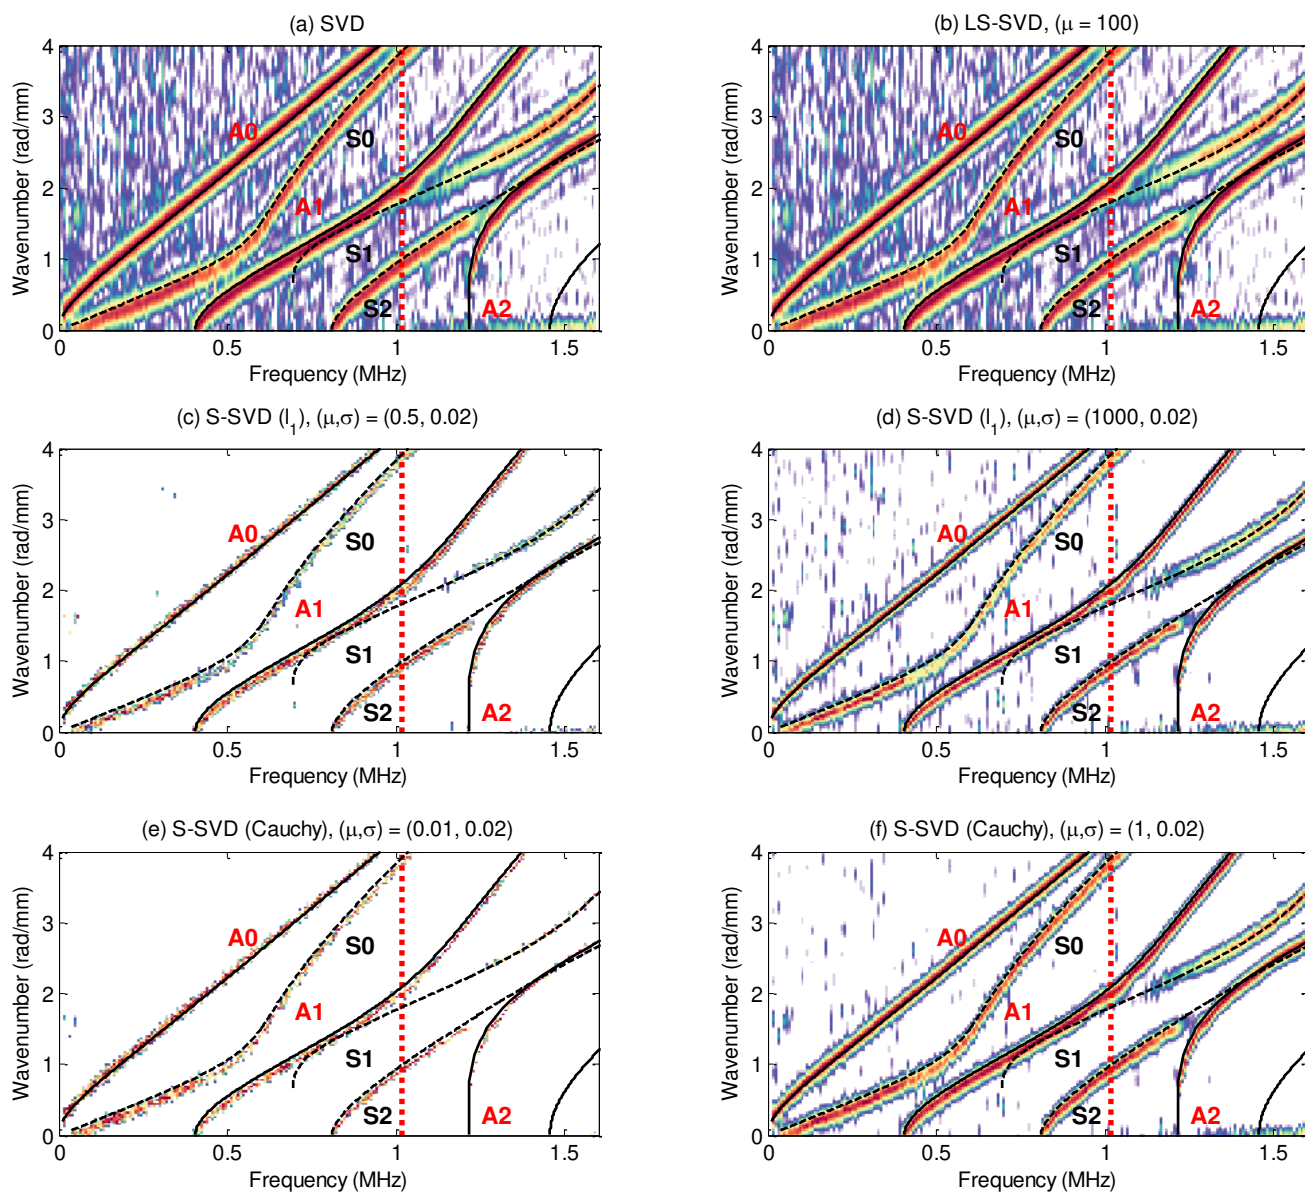 (a) SVD
(b) LS-SVD, (μ = 100)
Wavenumber (rad/mm)
4
3
2
1
0
A0
S0
A1
S1
S2
A2
0
0.5
1
1.5
Frequency (MHz)
Wavenumber (rad/mm)
4
3
2
1
0
A0
S0
A1
S1
S2
A2
0
0.5
1
1.5
Frequency (MHz)
(c) S-SVD (l₁), (μ,σ) = (0.5, 0.02)
(d) S-SVD (l₁), (μ,σ) = (1000, 0.02)
Wavenumber (rad/mm)
4
3
2
1
0
A0
S0
A1
S1
S2
A2
0
0.5
1
1.5
Frequency (MHz)
Wavenumber (rad/mm)
4
3
2
1
0
A0
S0
A1
S1
S2
A2
0
0.5
1
1.5
Frequency (MHz)
(e) S-SVD (Cauchy), (μ,σ) = (0.01, 0.02)
(f) S-SVD (Cauchy), (μ,σ) = (1, 0.02)
Wavenumber (rad/mm)
4
3
2
1
0
A0
S0
A1
S1
S2
A2
0
0.5
1
1.5
Frequency (MHz)
Wavenumber (rad/mm)
4
3
2
1
0
A0
S0
A1
S1
S2
A2
0
0.5
1
1.5
Frequency (MHz)